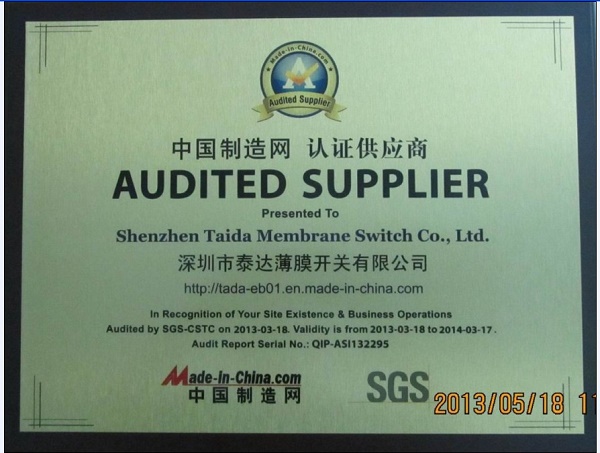 Made-in-China.com
A
Audited Supplier
中国制造网 认证供应商
AUDITED SUPPLIER
Presented To
Shenzhen Taida Membrane Switch Co., Ltd.
深圳市泰达薄膜开关有限公司
http://tada-eb01.en.made-in-china.com
In Recognition of Your Site Existence & Business Operations
Audited by SGS-CSTC on 2013-03-18. Validity is from 2013-03-18 to 2014-03-17.
Audit Report Serial No.: QIP-ASI132295
Made-in-China.com
中国制造网
SGS
2013/05/18 11